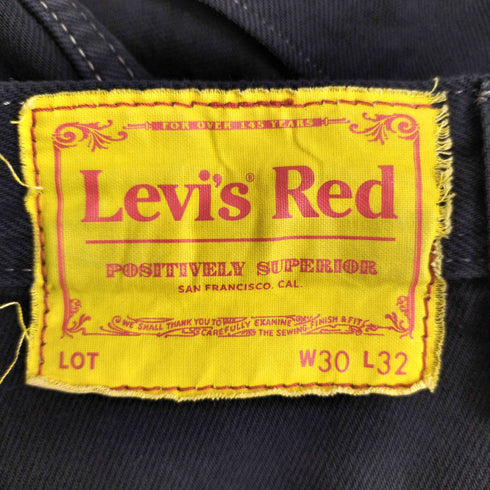 FOR OVER 145 YEARS
Levi's® Red
POSITIVELY SUPERIOR
SAN FRANCISCO. CAL.
WE SHALL THANK YOU TO CAREFULLY EXAMINE THE SEWING FINISH & FIT
LOT W30 L32